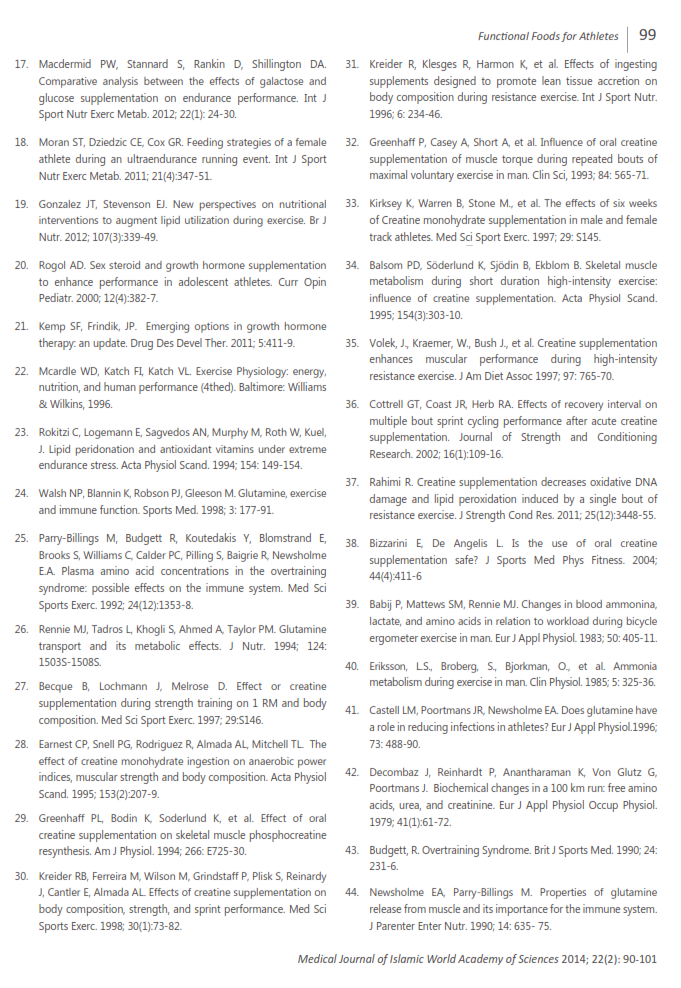 Functional Foods for Athletes 99
17. Macdermid PW, Stannard S, Rankin D, Shillington DA.
Comparative analysis between the effects of galactose and
glucose supplementation on endurance performance. Int J
Sport Nutr Exerc Metab. 2012; 22(1): 24-30.
18. Moran ST, Dziedzic CE, Cox GR. Feeding strategies of a female
athlete during an ultraendurance running event. Int J Sport
Nutr Exerc Metab. 2011; 21(4):347-51.
19. Gonzalez JT, Stevenson EJ. New perspectives on nutritional
interventions to augment lipid utilization during exercise. Br J
Nutr. 2012; 107(3):339-49.
20. Rogol AD. Sex steroid and growth hormone supplementation
to enhance performance in adolescent athletes. Curr Opin
Pediatr. 2000; 12(4):382-7.
21. Kemp SF, Frindik, JP. Emerging options in growth hormone
therapy: an update. Drug Des Devel Ther. 2011; 5:411-9.
22. Mcardle WD, Katch FI, Katch VL. Exercise Physiology: energy,
nutrition, and human performance (4thed). Baltimore: Williams
& Wilkins, 1996.
23. Rokitzi C, Logemann E, Sagvedos AN, Murphy M, Roth W, Kuel,
J. Lipid peridonation and antioxidant vitamins under extreme
endurance stress. Acta Physiol Scand. 1994; 154: 149-154.
24. Walsh NP, Blannin K, Robson PJ, Gleeson M. Glutamine, exercise
and immune function. Sports Med. 1998; 3: 177-91.
25. Parry-Billings M, Budgett R, Koutedakis Y, Blomstrand E,
Brooks S, Williams C, Calder PC, Pilling S, Baigrie R, Newsholme
E.A. Plasma amino acid concentrations in the overtraining
syndrome: possible effects on the immune system. Med Sci
Sports Exerc. 1992; 24(12):1353-8.
26. Rennie MJ, Tadros L, Khogli S, Ahmed A, Taylor PM. Glutamine
transport and its metabolic effects. J Nutr. 1994; 124:
1503S-1508S.
27. Becque B, Lochmann J, Melrose D. Effect or creatine
supplementation during strength training on 1 RM and body
composition. Med Sci Sport Exerc. 1997; 29:S146.
28. Earnest CP, Snell PG, Rodriguez R, Almada AL, Mitchell TL. The
effect of creatine monohydrate ingestion on anaerobic power
indices, muscular strength and body composition. Acta Physiol
Scand. 1995; 153(2):207-9.
29. Greenhaff PL, Bodin K, Soderlund K, et al. Effect of oral
creatine supplementation on skeletal muscle phosphocreatine
resynthesis. Am J Physiol. 1994; 266: E725-30.
30. Kreider RB, Ferreira M, Wilson M, Grindstaff P, Plisk S, Reinardy
J, Cantler E, Almada AL. Effects of creatine supplementation on
body composition, strength, and sprint performance. Med Sci
Sports Exerc. 1998; 30(1):73-82.
31. Kreider R, Klesges R, Harmon K, et al. Effects of ingesting
supplements designed to promote lean tissue accretion on
body composition during resistance exercise. Int J Sport Nutr.
1996; 6: 234-46.
32. Greenhaff P, Casey A, Short A, et al. Influence of oral creatine
supplementation of muscle torque during repeated bouts of
maximal voluntary exercise in man. Clin Sci, 1993; 84: 565-71.
33. Kirksey K, Warren B, Stone M., et al. The effects of six weeks
of Creatine monohydrate supplementation in male and female
track athletes. Med Sci Sport Exerc. 1997; 29: S145.
34. Balsom PD, Söderlund K, Sjödin B, Ekblom B. Skeletal muscle
metabolism during short duration high-intensity exercise:
influence of creatine supplementation. Acta Physiol Scand.
1995; 154(3):303-10.
35. Volek, J., Kraemer, W., Bush J., et al. Creatine supplementation
enhances muscular performance during high-intensity
resistance exercise. J Am Diet Assoc 1997; 97: 765-70.
36. Cottrell GT, Coast JR, Herb RA. Effects of recovery interval on
multiple bout sprint cycling performance after acute creatine
supplementation. Journal of Strength and Conditioning
Research. 2002; 16(1):109-16.
37. Rahimi R. Creatine supplementation decreases oxidative DNA
damage and lipid peroxidation induced by a single bout of
resistance exercise. J Strength Cond Res. 2011; 25(12):3448-55.
38. Bizzarini E, De Angelis L. Is the use of oral creatine
supplementation safe? J Sports Med Phys Fitness. 2004;
44(4):411-6
39. Babij P, Mattews SM, Rennie MJ. Changes in blood ammonina,
lactate, and amino acids in relation to workload during bicycle
ergometer exercise in man. Eur J Appl Physiol. 1983; 50: 405-11.
40. Eriksson, L.S., Broberg, S., Bjorkman, O., et al. Ammonia
metabolism during exercise in man. Clin Physiol. 1985; 5: 325-36.
41. Castell LM, Poortmans JR, Newsholme EA. Does glutamine have
a role in reducing infections in athletes? Eur J Appl Physiol.1996;
73: 488-90.
42. Decombaz J, Reinhardt P, Anantharaman K, Von Glutz G,
Poortmans J. Biochemical changes in a 100 km run: free amino
acids, urea, and creatinine. Eur J Appl Physiol Occup Physiol.
1979; 41(1):61-72.
43. Budgett, R. Overtraining Syndrome. Brit J Sports Med. 1990; 24:
231-6.
44. Newsholme EA, Parry-Billings M. Properties of glutamine
release from muscle and its importance for the immune system.
J Parenter Enter Nutr. 1990; 14: 635- 75.
Medical Journal of Islamic World Academy of Sciences 2014; 22(2): 90-101